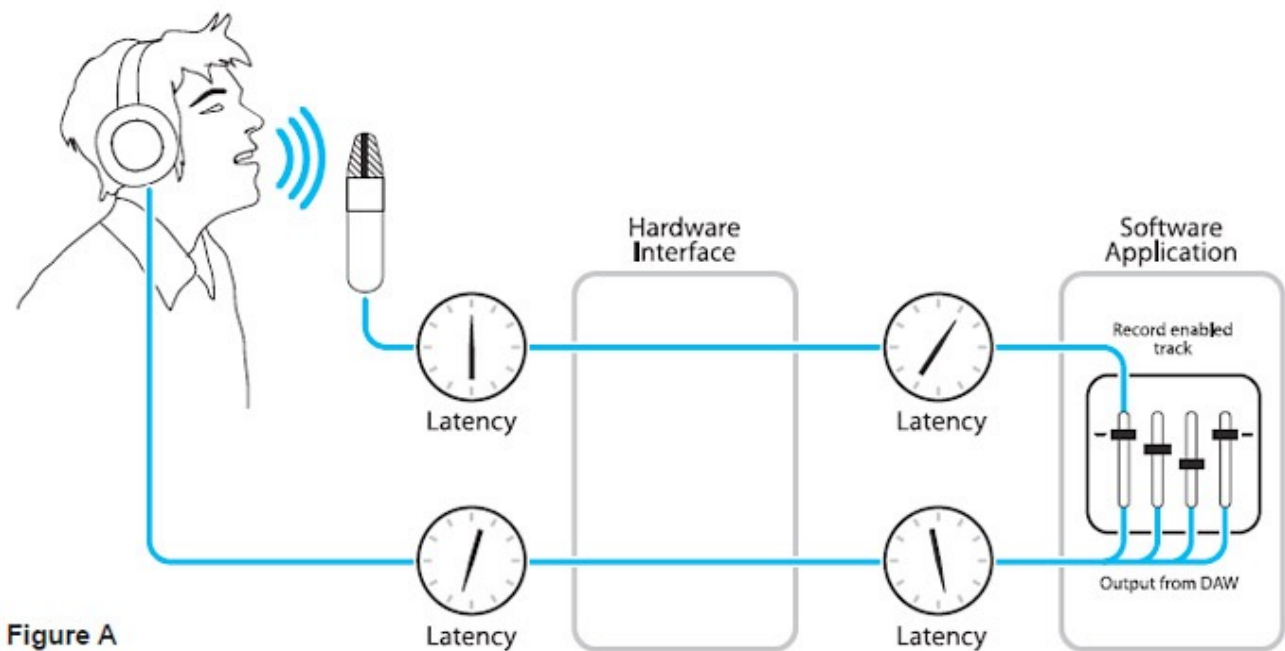 Hardware
Interface
Software
Application
Record enabled
track
Latency
Latency
Output from DAW
Latency
Latency
Figure A